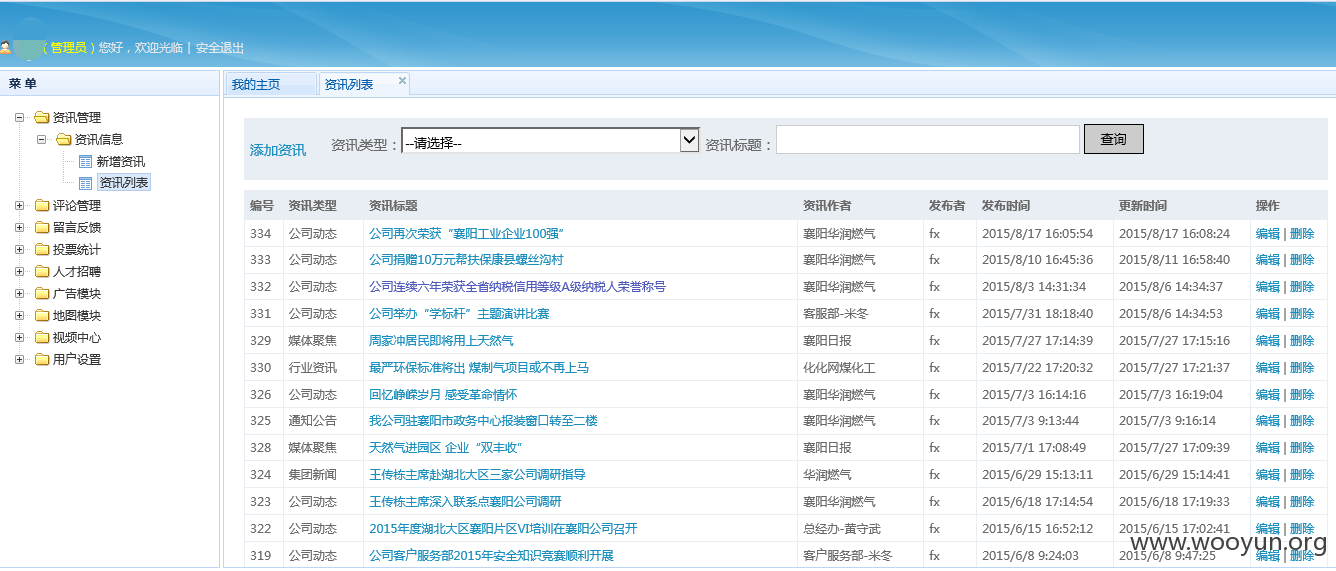 （ 管理员 ）您好，欢迎光临 | 安全退出
菜 单
我的主页 资讯列表
资讯管理
资讯信息
新增资讯
资讯列表
评论管理
留言反馈
投票统计
人才招聘
广告模块
地图模块
视频中心
用户设置
添加资讯 资讯类型： --请选择-- 资讯标题： 查询
编号 资讯类型 资讯标题 资讯作者 发布者 发布时间 更新时间 操作
334 公司动态 公司再次荣获“襄阳工业企业100强” 襄阳华润燃气 fx 2015/8/17 16:05:54 2015/8/17 16:08:24 编辑 | 删除
333 公司动态 公司捐赠10万元帮扶保康县螺丝沟村 襄阳华润燃气 fx 2015/8/10 16:45:36 2015/8/11 16:58:40 编辑 | 删除
332 公司动态 公司连续六年荣获全省纳税信用等级A级纳税人荣誉称号 襄阳华润燃气 fx 2015/8/3 14:31:34 2015/8/6 14:34:37 编辑 | 删除
331 公司动态 公司举办“学标杆”主题演讲比赛 客服部-米冬 fx 2015/7/31 18:18:40 2015/8/6 14:34:53 编辑 | 删除
329 媒体聚焦 周家冲居民即将用上天然气 襄阳日报 fx 2015/7/27 17:14:39 2015/7/27 17:15:16 编辑 | 删除
330 行业资讯 最严环保标准将出 煤制气项目或不再上马 化化网煤化工 fx 2015/7/22 17:20:32 2015/7/27 17:21:37 编辑 | 删除
326 公司动态 回忆峥嵘岁月 感受革命情怀 襄阳华润燃气 fx 2015/7/3 16:14:16 2015/7/3 16:19:04 编辑 | 删除
325 通知公告 我公司驻襄阳市政务中心报装窗口转至二楼 襄阳华润燃气 fx 2015/7/3 9:13:44 2015/7/3 9:16:14 编辑 | 删除
328 媒体聚焦 天然气进园区 企业“双丰收” 襄阳日报 fx 2015/7/1 17:08:49 2015/7/27 17:09:39 编辑 | 删除
324 集团新闻 王传栋主席赴湖北大区三家公司调研指导 华润燃气 fx 2015/6/29 15:13:11 2015/6/29 15:14:41 编辑 | 删除
323 公司动态 王传栋主席深入联系点襄阳公司调研 襄阳华润燃气 fx 2015/6/18 17:14:54 2015/6/18 17:19:33 编辑 | 删除
322 公司动态 2015年度湖北大区襄阳片区VI培训在襄阳公司召开 总经办-黄守武 fx 2015/6/15 16:52:12 2015/6/15 17:02:41 编辑 | 删除
319 公司动态 公司客户服务部2015年安全知识竞赛顺利开展 客户服务部-米冬 fx 2015/6/8 9:24:03 2015/6/8 9:47:25 编辑 | 删除
www.wooyun.org